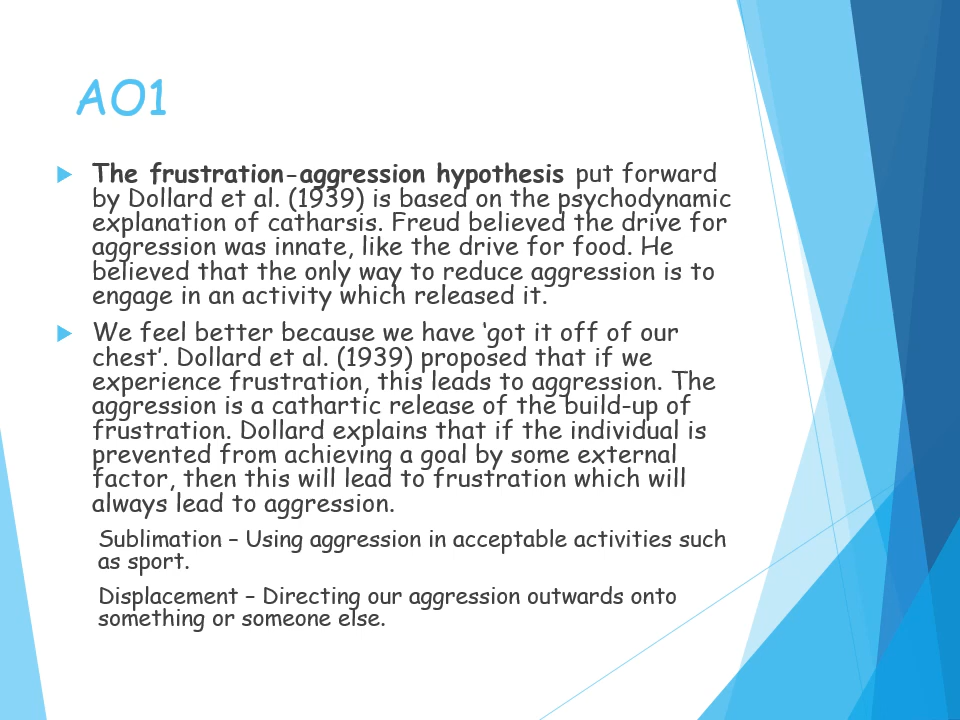 AO1
The frustration-aggression hypothesis put forward
by Dollard et al. (1939) is based on the psychodynamic
explanation of catharsis. Freud believed the drive for
aggression was innate, like the drive for food. He
believed that the only way to reduce aggression is to
engage in an activity which released it.
We feel better because we have ‘got it off of our
chest’. Dollard et al. (1939) proposed that if we
experience frustration, this leads to aggression. The
aggression is a cathartic release of the build-up of
frustration. Dollard explains that if the individual is
prevented from achieving a goal by some external
factor, then this will lead to frustration which will
always lead to aggression.
Sublimation – Using aggression in acceptable activities such
as sport.
Displacement – Directing our aggression outwards onto
something or someone else.